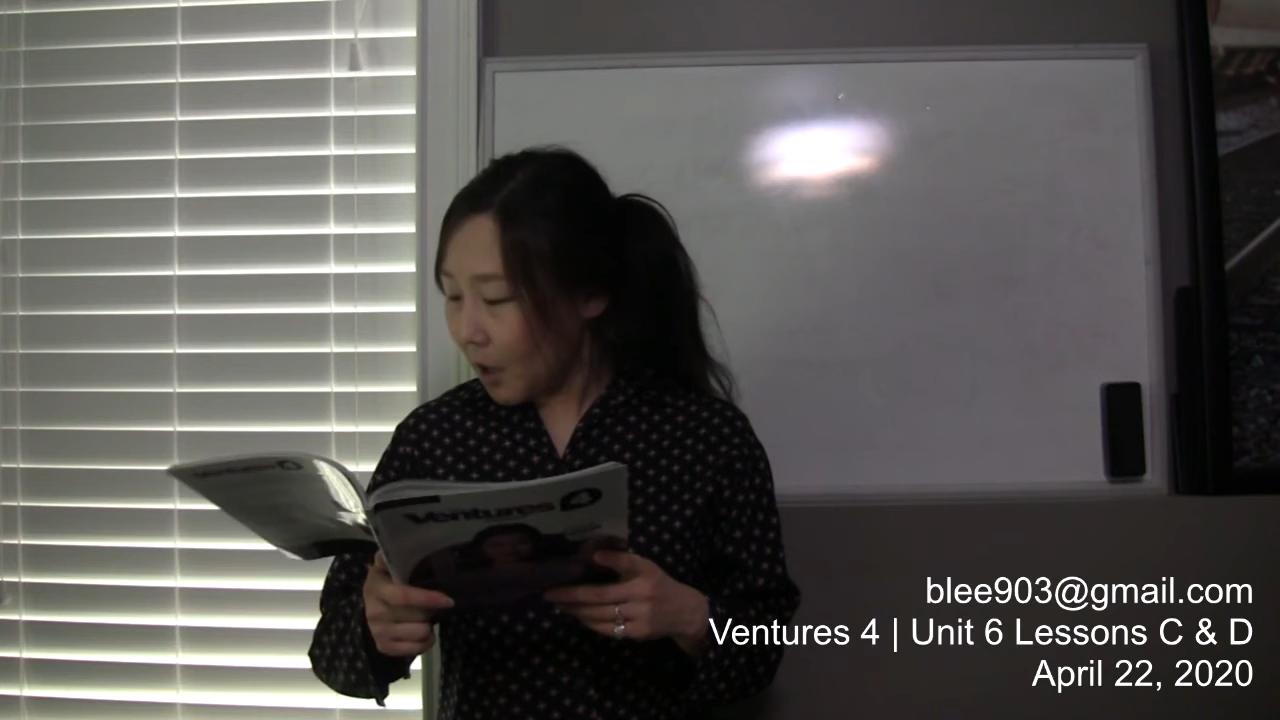 Ventures 4
blee903@gmail.com
Ventures 4 | Unit 6 Lessons C & D
April 22, 2020